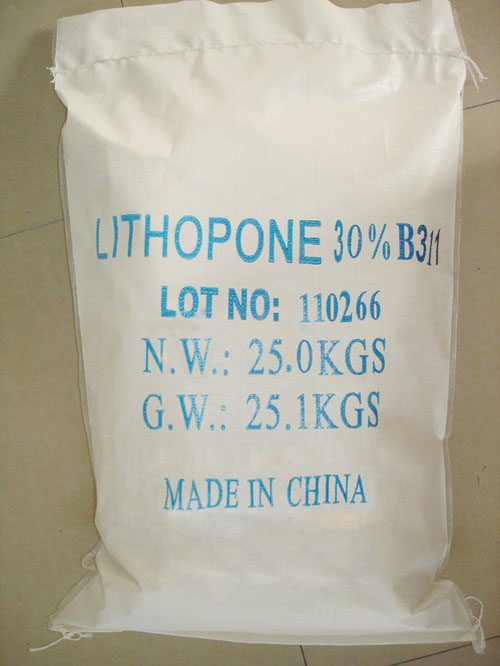 LITHOPONE 30% B311
LOT NO: 110266
N.W.: 25.0KGS
G.W.: 25.1KGS
MADE IN CHINA